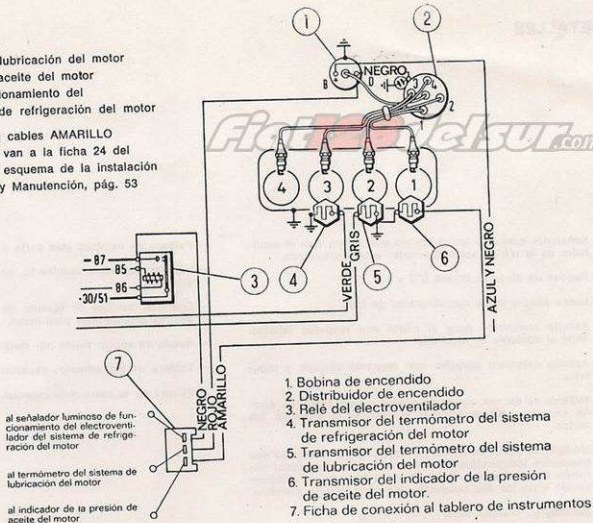 lubricación del motor
aceite del motor
ionamiento del
de refrigeración del motor
cables AMARILLO
van a la ficha 24 del
esquema de la instalación
y Manutención, pág. 53
1
2
B
NEGRO
D
3
4
2
1
Fiat128delsur.com
4
3
2
1
87
85
86
30/51
3
4
5
6
VERDE
GRIS
AZUL Y NEGRO
7
NEGRO
ROJO
AMARILLO
al señalador luminoso de fun-
cionamiento del electroventi-
lador del sistema de refrige-
ración del motor
al termómetro del sistema de
lubricación del motor
al indicador de la presión de
aceite del motor
1. Bobina de encendido
2. Distribuidor de encendido
3. Relé del electroventilador
4. Transmisor del termómetro del sistema
de refrigeración del motor
5. Transmisor del termómetro del sistema
de lubricación del motor
6. Transmisor del indicador de la presión
de aceite del motor.
7. Ficha de conexión al tablero de instrumentos